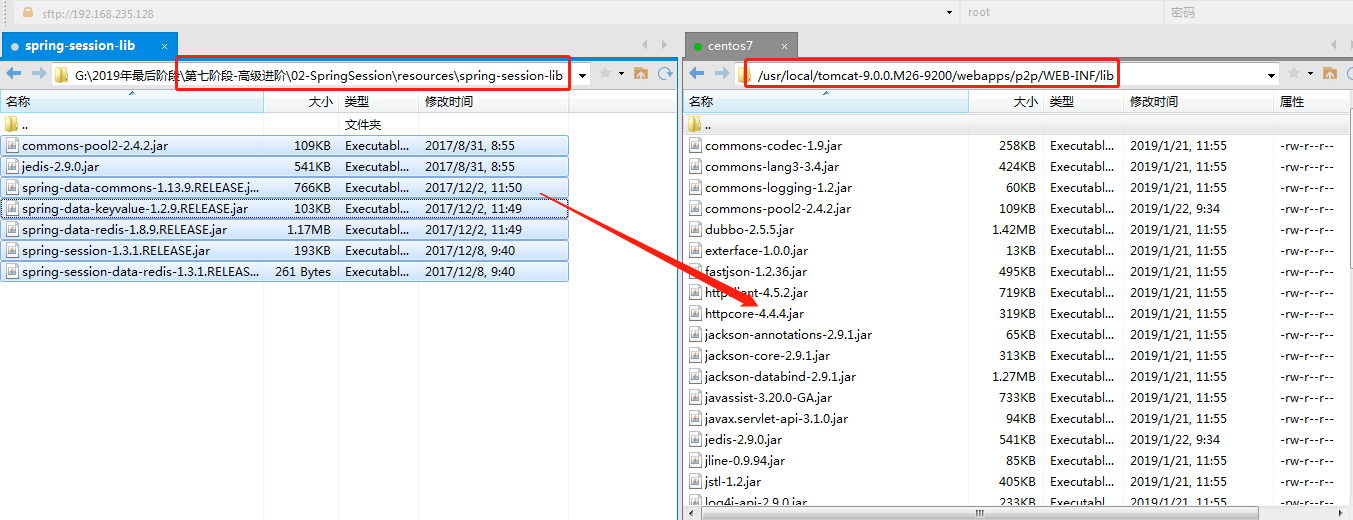 sftp://192.168.235.128 root 密码
spring-session-lib × centos7 ×
G:\2019年最后阶段\第七阶段-高级进阶\02-SpringSession\resources\spring-session-lib /usr/local/tomcat-9.0.0.M26-9200/webapps/p2p/WEB-INF/lib
名称 大小 类型 修改时间 名称 大小 类型 修改时间 属性
.. 文件夹 ..
commons-pool2-2.4.2.jar 109KB Executabl... 2017/8/31, 8:55 commons-codec-1.9.jar 258KB Executabl... 2019/1/21, 11:55 -rw-r--r--
jedis-2.9.0.jar 541KB Executabl... 2017/8/31, 8:55 commons-lang3-3.4.jar 424KB Executabl... 2019/1/21, 11:55 -rw-r--r--
spring-data-commons-1.13.9.RELEASE.j... 766KB Executabl... 2017/12/2, 11:50 commons-logging-1.2.jar 60KB Executabl... 2019/1/21, 11:55 -rw-r--r--
spring-data-keyvalue-1.2.9.RELEASE.jar 103KB Executabl... 2017/12/2, 11:49 commons-pool2-2.4.2.jar 109KB Executabl... 2019/1/22, 9:34 -rw-r--r--
spring-data-redis-1.8.9.RELEASE.jar 1.17MB Executabl... 2017/12/2, 11:49 dubbo-2.5.5.jar 1.42MB Executabl... 2019/1/21, 11:55 -rw-r--r--
spring-session-1.3.1.RELEASE.jar 193KB Executabl... 2017/12/8, 9:40 exterface-1.0.0.jar 13KB Executabl... 2019/1/21, 11:55 -rw-r--r--
spring-session-data-redis-1.3.1.RELEAS... 261 Bytes Executabl... 2017/12/8, 9:40 fastjson-1.2.36.jar 495KB Executabl... 2019/1/21, 11:55 -rw-r--r--
httpclient-4.5.2.jar 719KB Executabl... 2019/1/21, 11:55 -rw-r--r--
httpcore-4.4.4.jar 319KB Executabl... 2019/1/21, 11:55 -rw-r--r--
jackson-annotations-2.9.1.jar 65KB Executabl... 2019/1/21, 11:55 -rw-r--r--
jackson-core-2.9.1.jar 313KB Executabl... 2019/1/21, 11:55 -rw-r--r--
jackson-databind-2.9.1.jar 1.27MB Executabl... 2019/1/21, 11:55 -rw-r--r--
javassist-3.20.0-GA.jar 733KB Executabl... 2019/1/21, 11:55 -rw-r--r--
javax.servlet-api-3.1.0.jar 94KB Executabl... 2019/1/21, 11:55 -rw-r--r--
jedis-2.9.0.jar 541KB Executabl... 2019/1/22, 9:34 -rw-r--r--
jline-0.9.94.jar 85KB Executabl... 2019/1/21, 11:55 -rw-r--r--
jstl-1.2.jar 405KB Executabl... 2019/1/21, 11:55 -rw-r--r--
log4j-api-2.9.0.jar 233KB Executabl... 2019/1/21, 11:55 -rw-r--r--